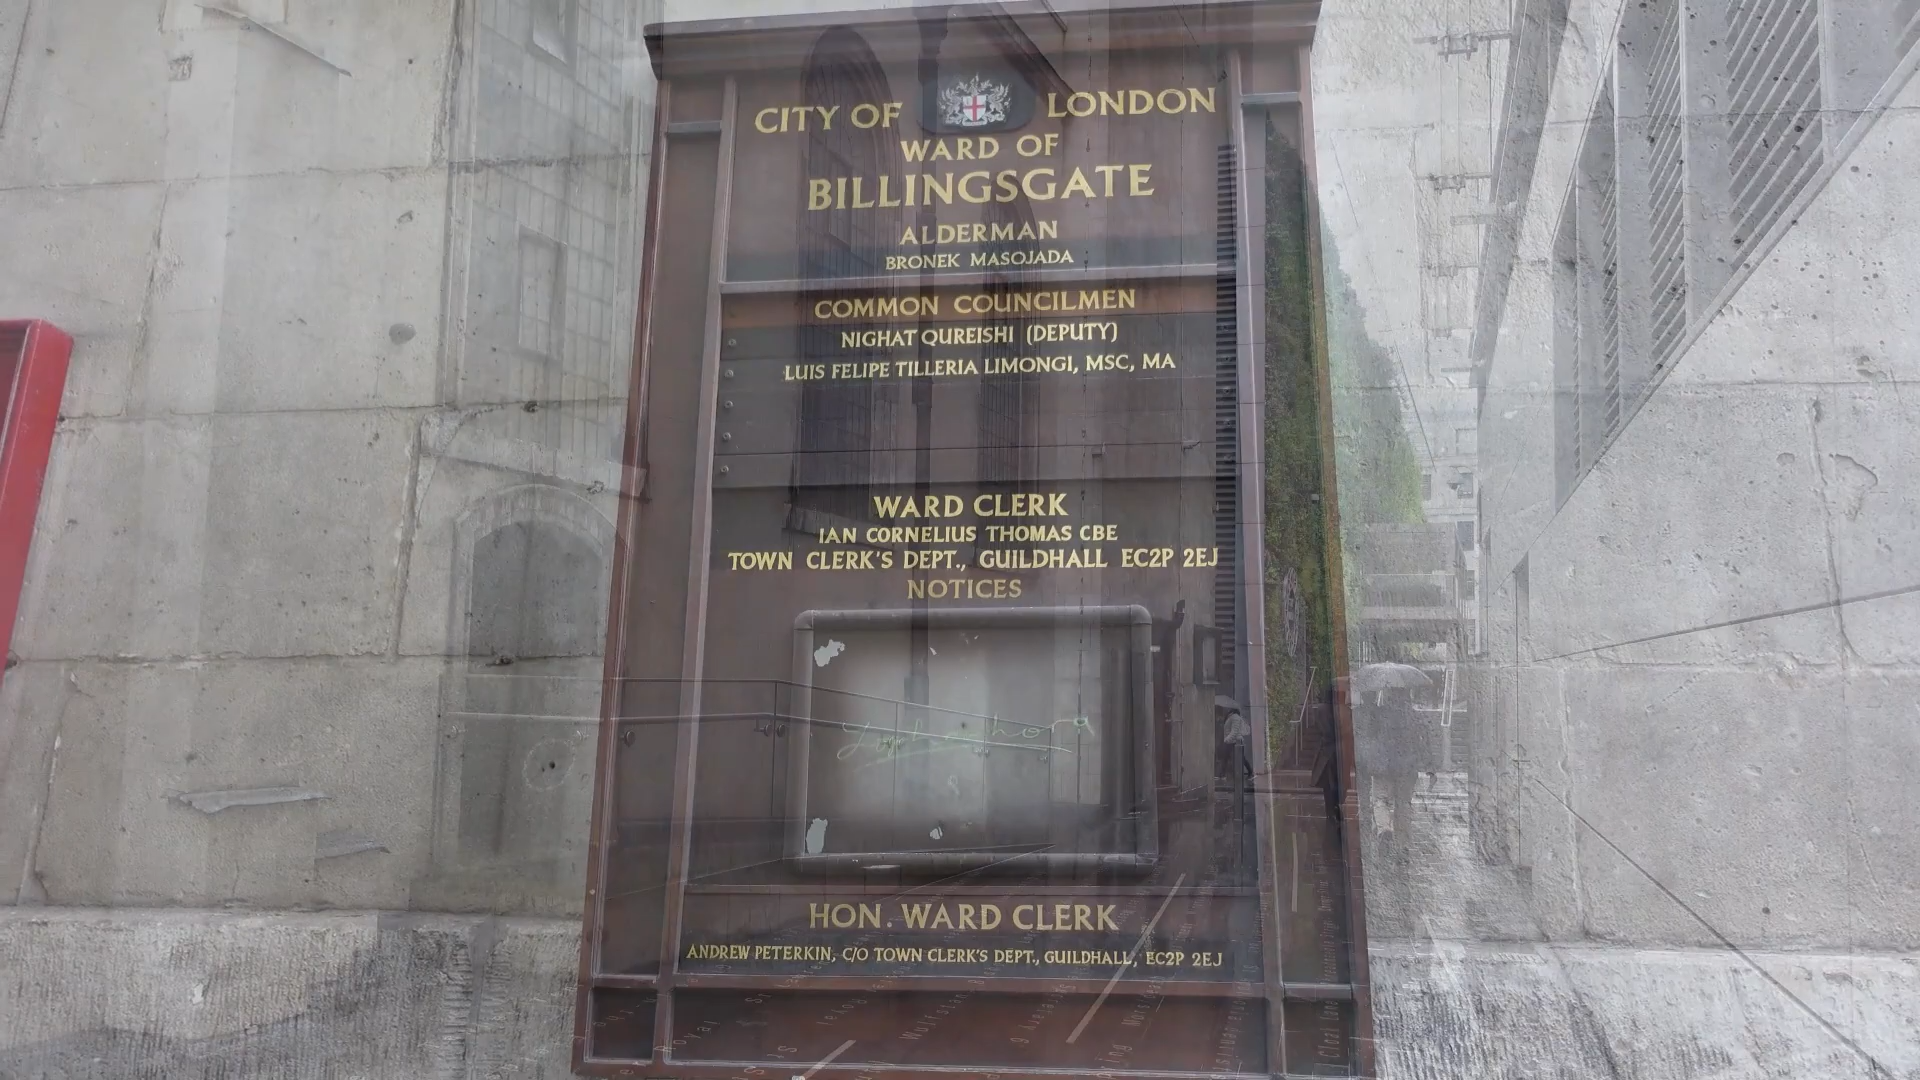 CITY OF LONDON
WARD OF
BILLINGSGATE
ALDERMAN
BRONEK MASOJADA
COMMON COUNCILMEN
NIGHAT QUREISHI (DEPUTY)
LUIS FELIPE TILLERIA LIMONGI, MSC, MA
WARD CLERK
IAN CORNELIUS THOMAS CBE
TOWN CLERK'S DEPT., GUILDHALL EC2P 2EJ
NOTICES
HON. WARD CLERK
ANDREW PETERKIN, C/O TOWN CLERK'S DEPT., GUILDHALL, EC2P 2EJ